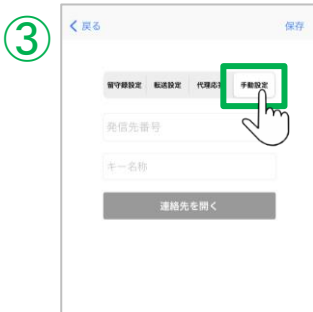 ③
戻る 保存
留守録設定 転送設定 代理応 手動設定
発信先番号
キー名称
連絡先を開く